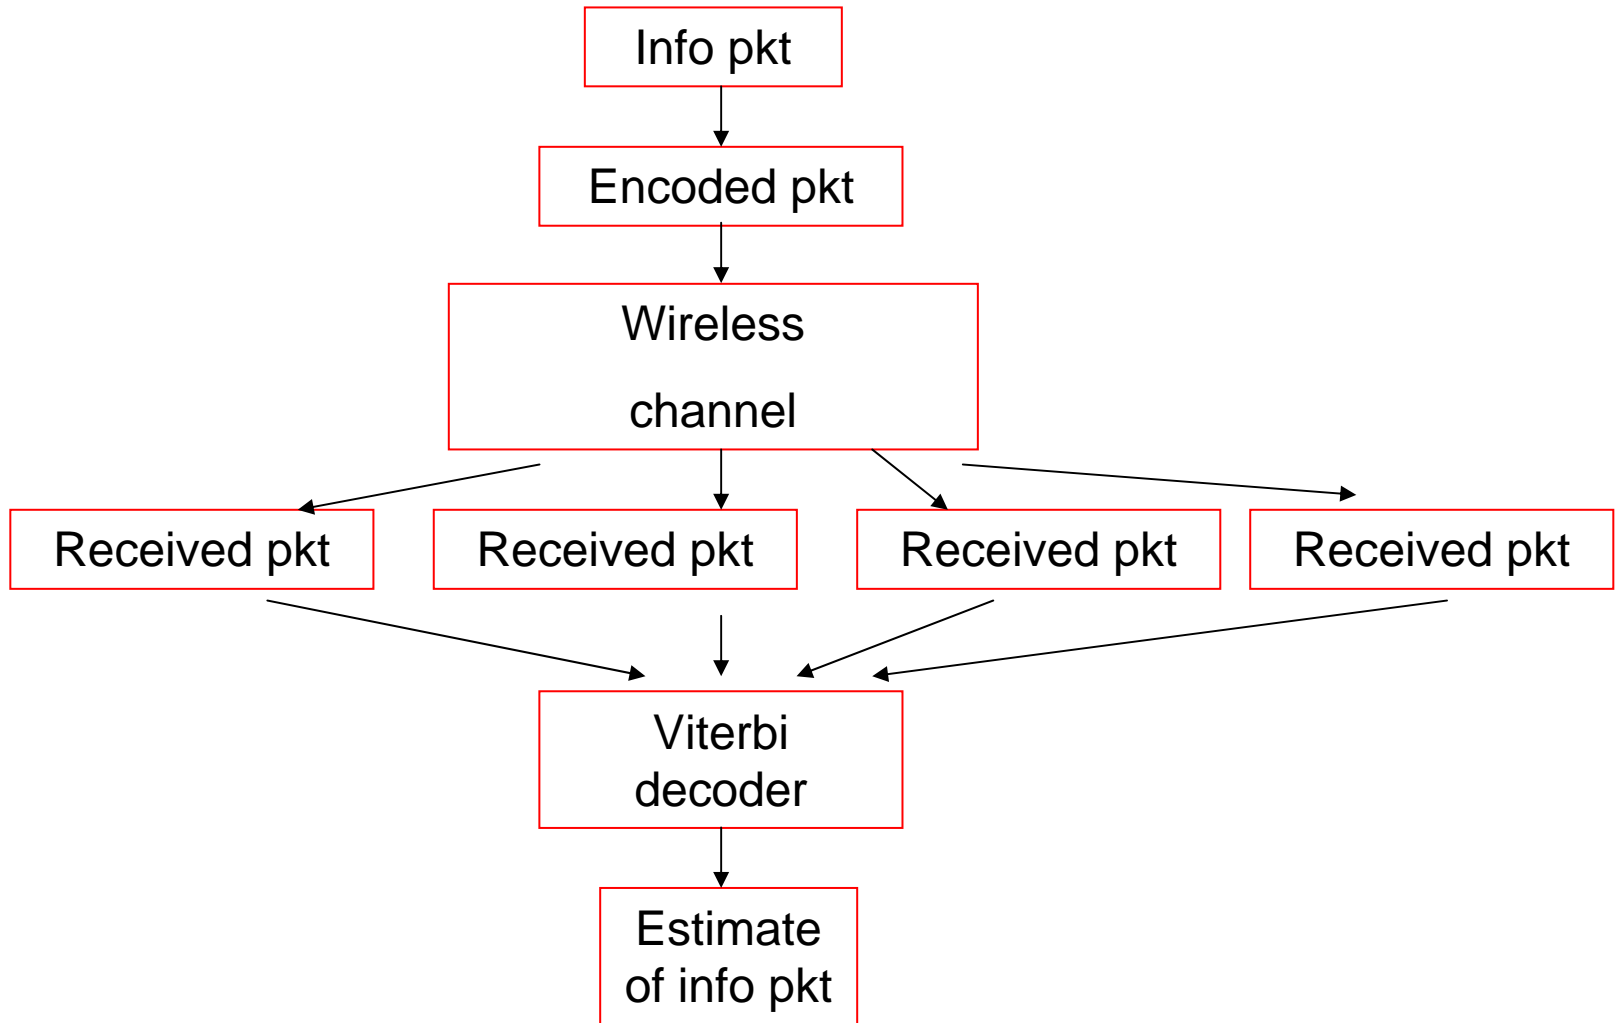 Info pkt
Encoded pkt
Wireless
channel
Received pkt
Received pkt
Received pkt
Received pkt
Viterbi
decoder
Estimate
of info pkt